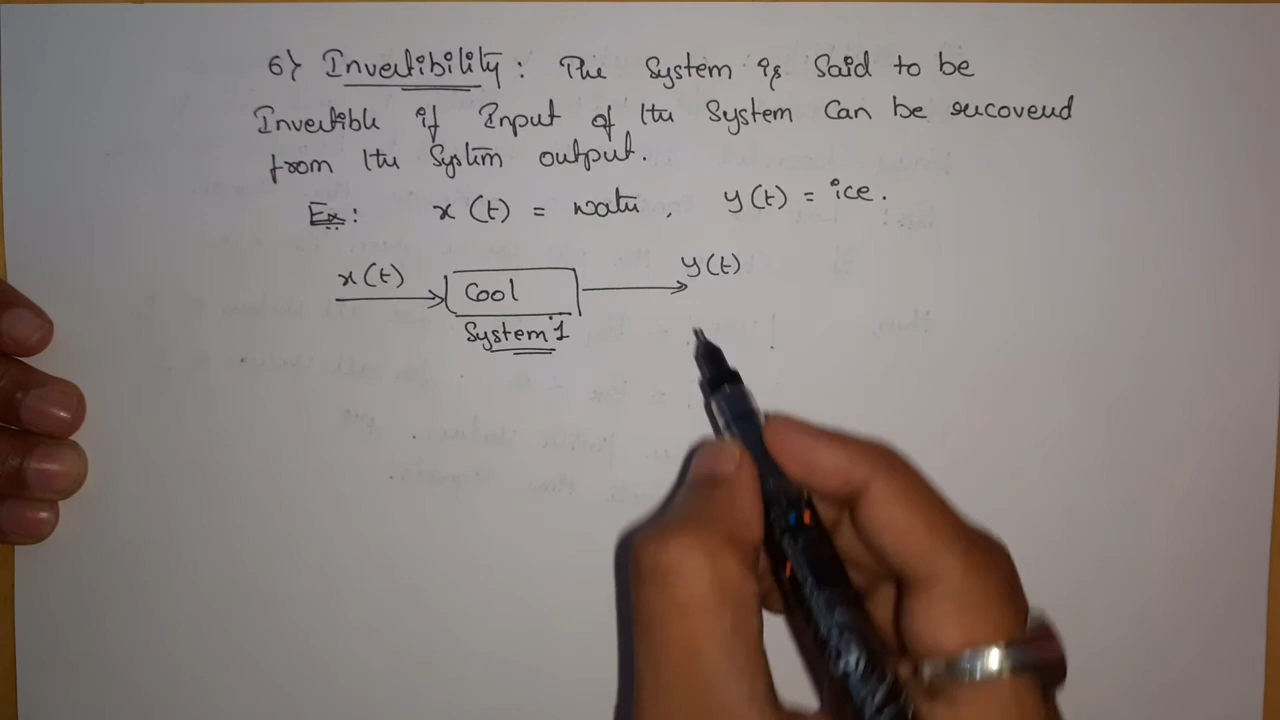 6) Invertibility: The System is Said to be
Invertible if Input of the System Can be recovered
from the System output.
Ex: x(t) = water, y(t) = ice.
x(t) Cool y(t)
System 1